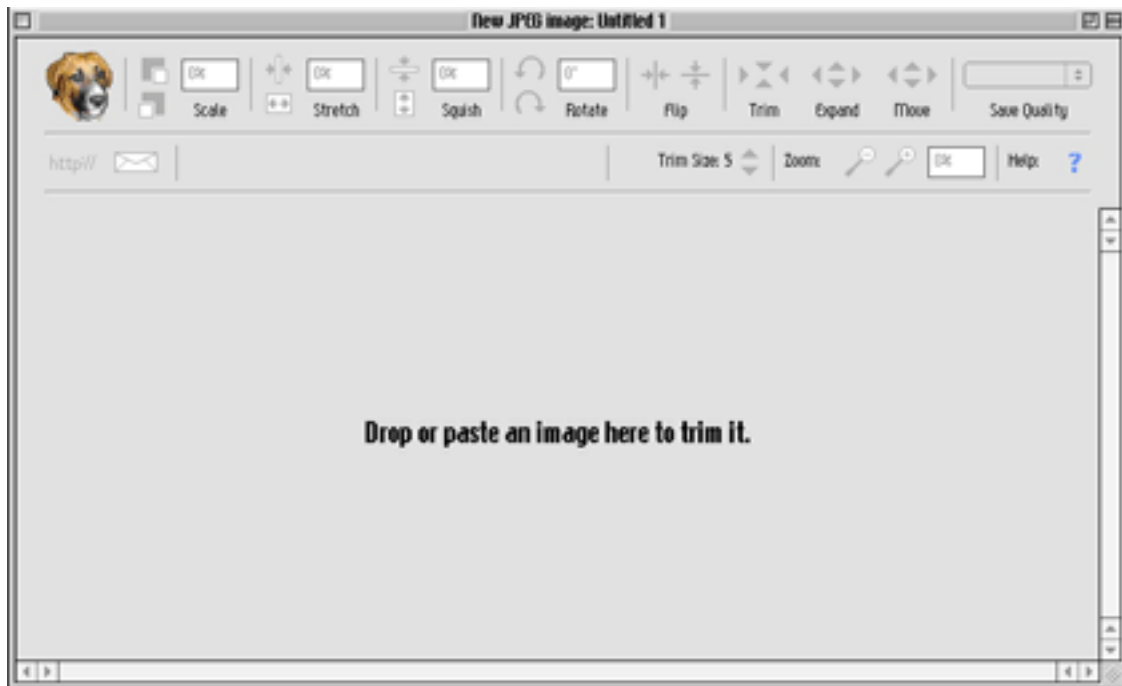 New JPEG image: Untitled 1
0% 0% 0% 0°
Scale Stretch Squish Rotate Flip Trim Expand Move Save Quality
http:// Trim Size: 5 Zoom: 0% Help: ?
Drop or paste an image here to trim it.